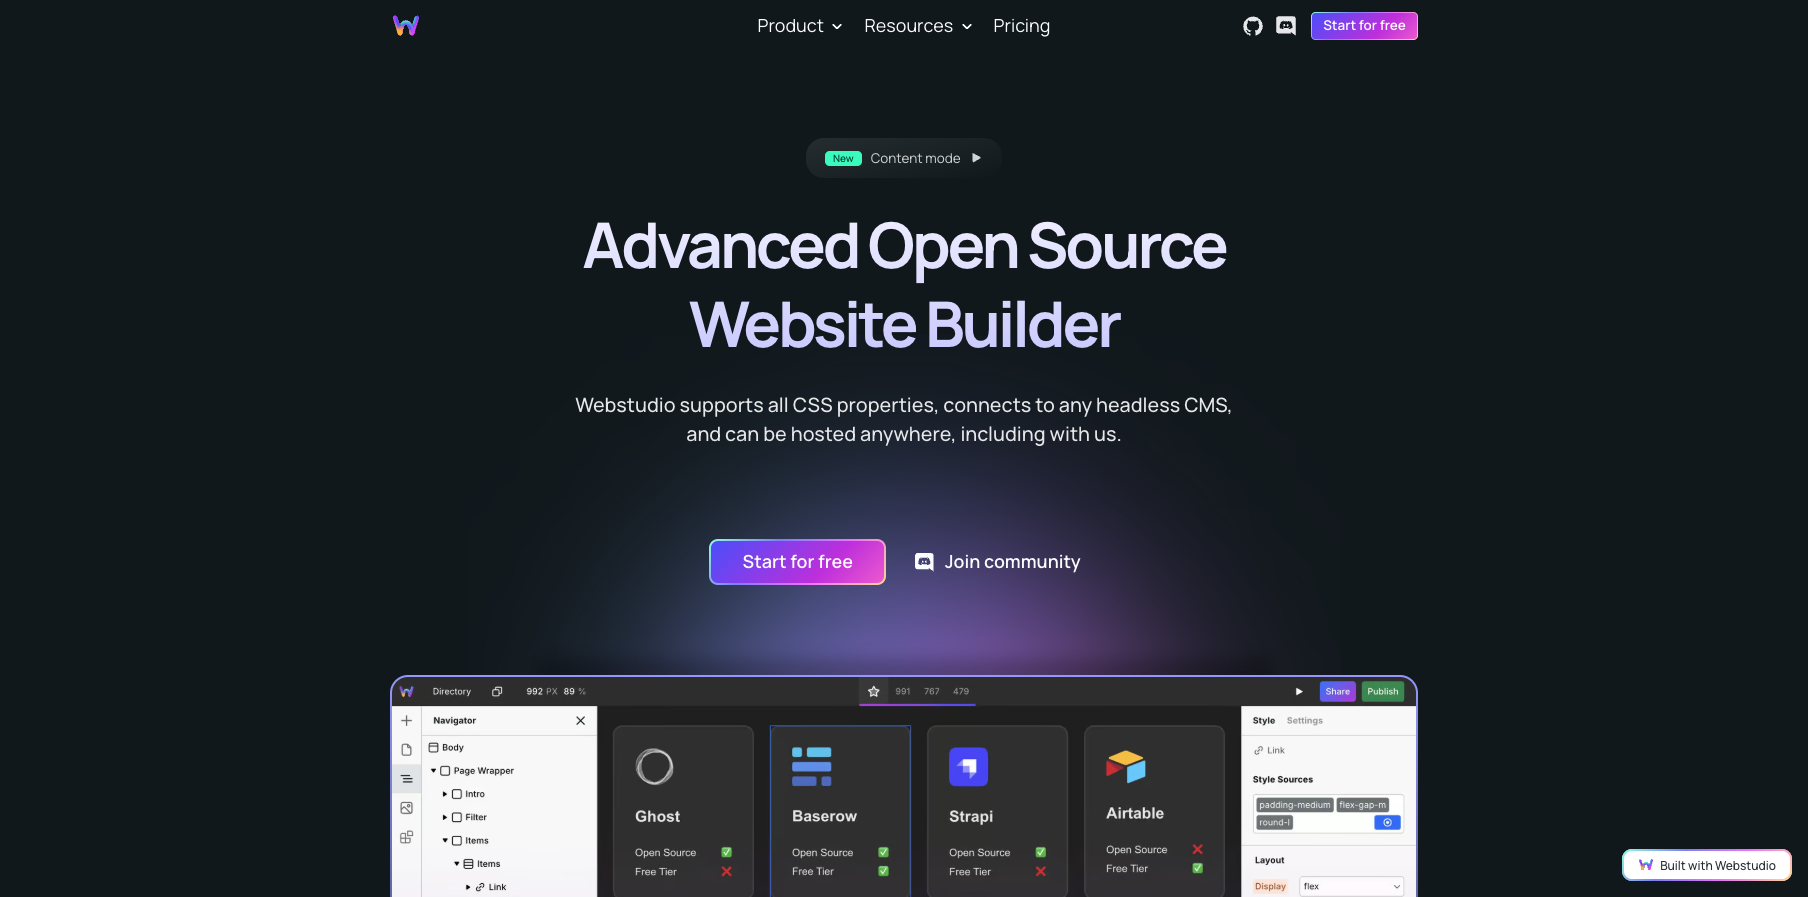 Product Resources Pricing Start for free
New Content mode
Advanced Open Source
Website Builder
Webstudio supports all CSS properties, connects to any headless CMS,
and can be hosted anywhere, including with us.
Start for free Join community
Directory 992 PX 89 % 991 767 479 Share Publish
Navigator
Body
Page Wrapper
Intro
Filter
Items
Items
Link
Ghost
Open Source ✅
Free Tier ❌
Baserow
Open Source ✅
Free Tier ✅
Strapi
Open Source ✅
Free Tier ❌
Airtable
Open Source ❌
Free Tier ✅
Style Settings
Link
Style Sources
padding-medium flex-gap-m
round-l
Layout
Display flex
Built with Webstudio